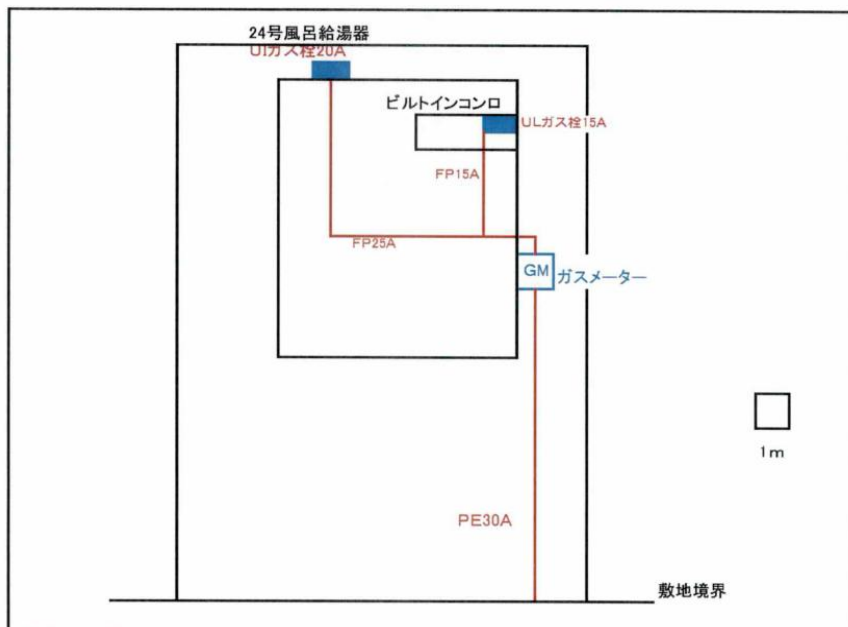 24号風呂給湯器
UIガス栓20A
ビルトインコンロ
ULガス栓15A
FP15A
FP25A
GM
ガスメーター
1m
PE30A
敷地境界